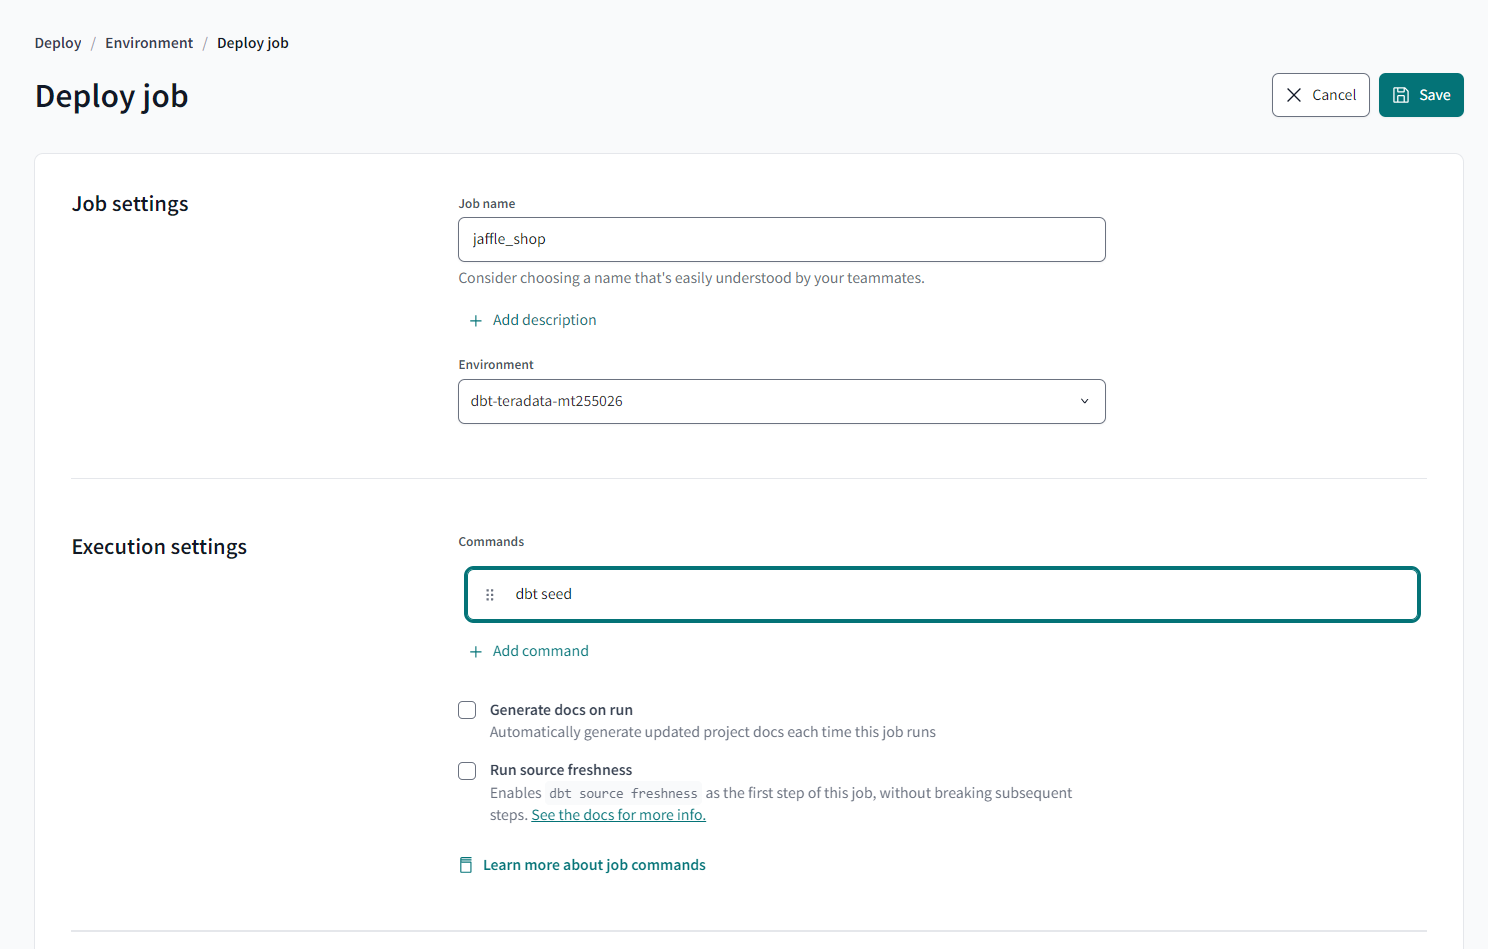 Deploy / Environment / Deploy job
Deploy job
Cancel
Save
Job settings
Job name
jaffle_shop
Consider choosing a name that's easily understood by your teammates.
Add description
Environment
dbt-teradata-mt255026
Execution settings
Commands
dbt seed
Add command
Generate docs on run
Automatically generate updated project docs each time this job runs
Run source freshness
Enables dbt source freshness as the first step of this job, without breaking subsequent
steps. See the docs for more info.
Learn more about job commands